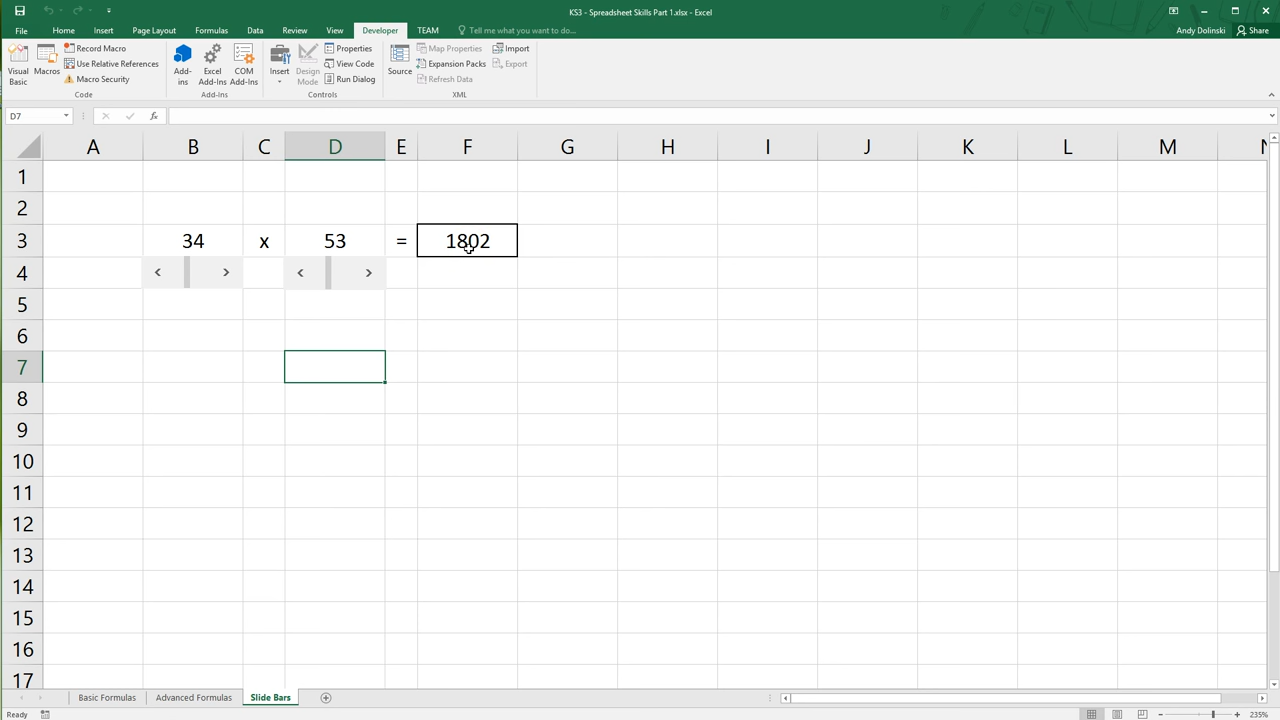 KS3 - Spreadsheet Skills Part 1.xlsx - Excel
File Home Insert Page Layout Formulas Data Review View Developer TEAM Tell me what you want to do... Andy Dolinski Share
Visual Basic
Macros
Record Macro
Use Relative References
Macro Security
Code
Add-ins
Excel Add-Ins
COM Add-Ins
Add-Ins
Insert
Design Mode
Properties
View Code
Run Dialog
Controls
Source
Map Properties
Expansion Packs
Refresh Data
Import
Export
XML
D7 fx
A B C D E F G H I J K L M N
1
2
3 34 x 53 = 1802
4
5
6
7
8
9
10
11
12
13
14
15
16
17
Basic Formulas Advanced Formulas Slide Bars
Ready 235%